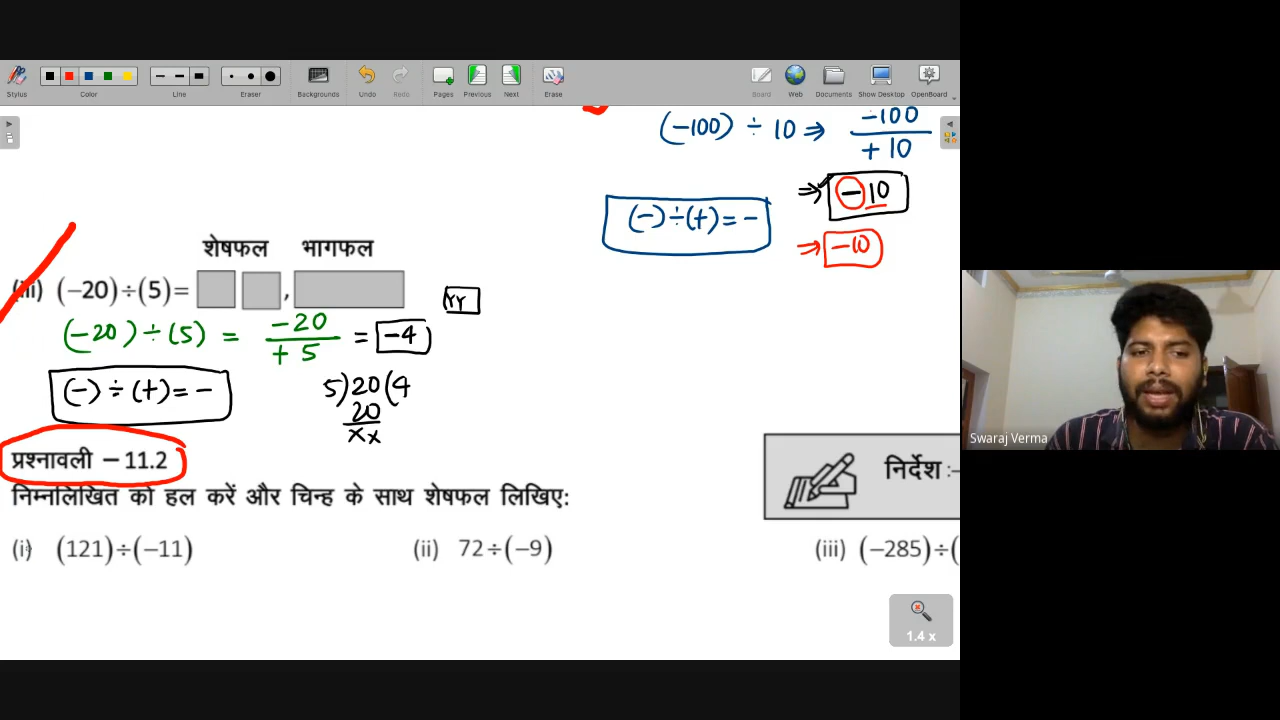 Stylus Color Line Eraser Backgrounds Undo Redo Pages Previous Next Erase Board Web Documents Show Desktop OpenBoard
(-100) ÷ 10 ⇒ -100 / +10
⇒ -10
(-) ÷ (+) = -
⇒ -10
शेषफल भागफल
(iii) (-20)÷(5)= ,
(-20) ÷ (5) = -20 / +5 = -4
(-) ÷ (+) = -
5)20(4
20
xx
प्रश्नावली - 11.2
निर्देश :-
निम्नलिखित को हल करें और चिन्ह के साथ शेषफल लिखिए:
(i) (121)÷(-11) (ii) 72÷(-9) (iii) (-285)÷(
1.4 x
Swaraj Verma